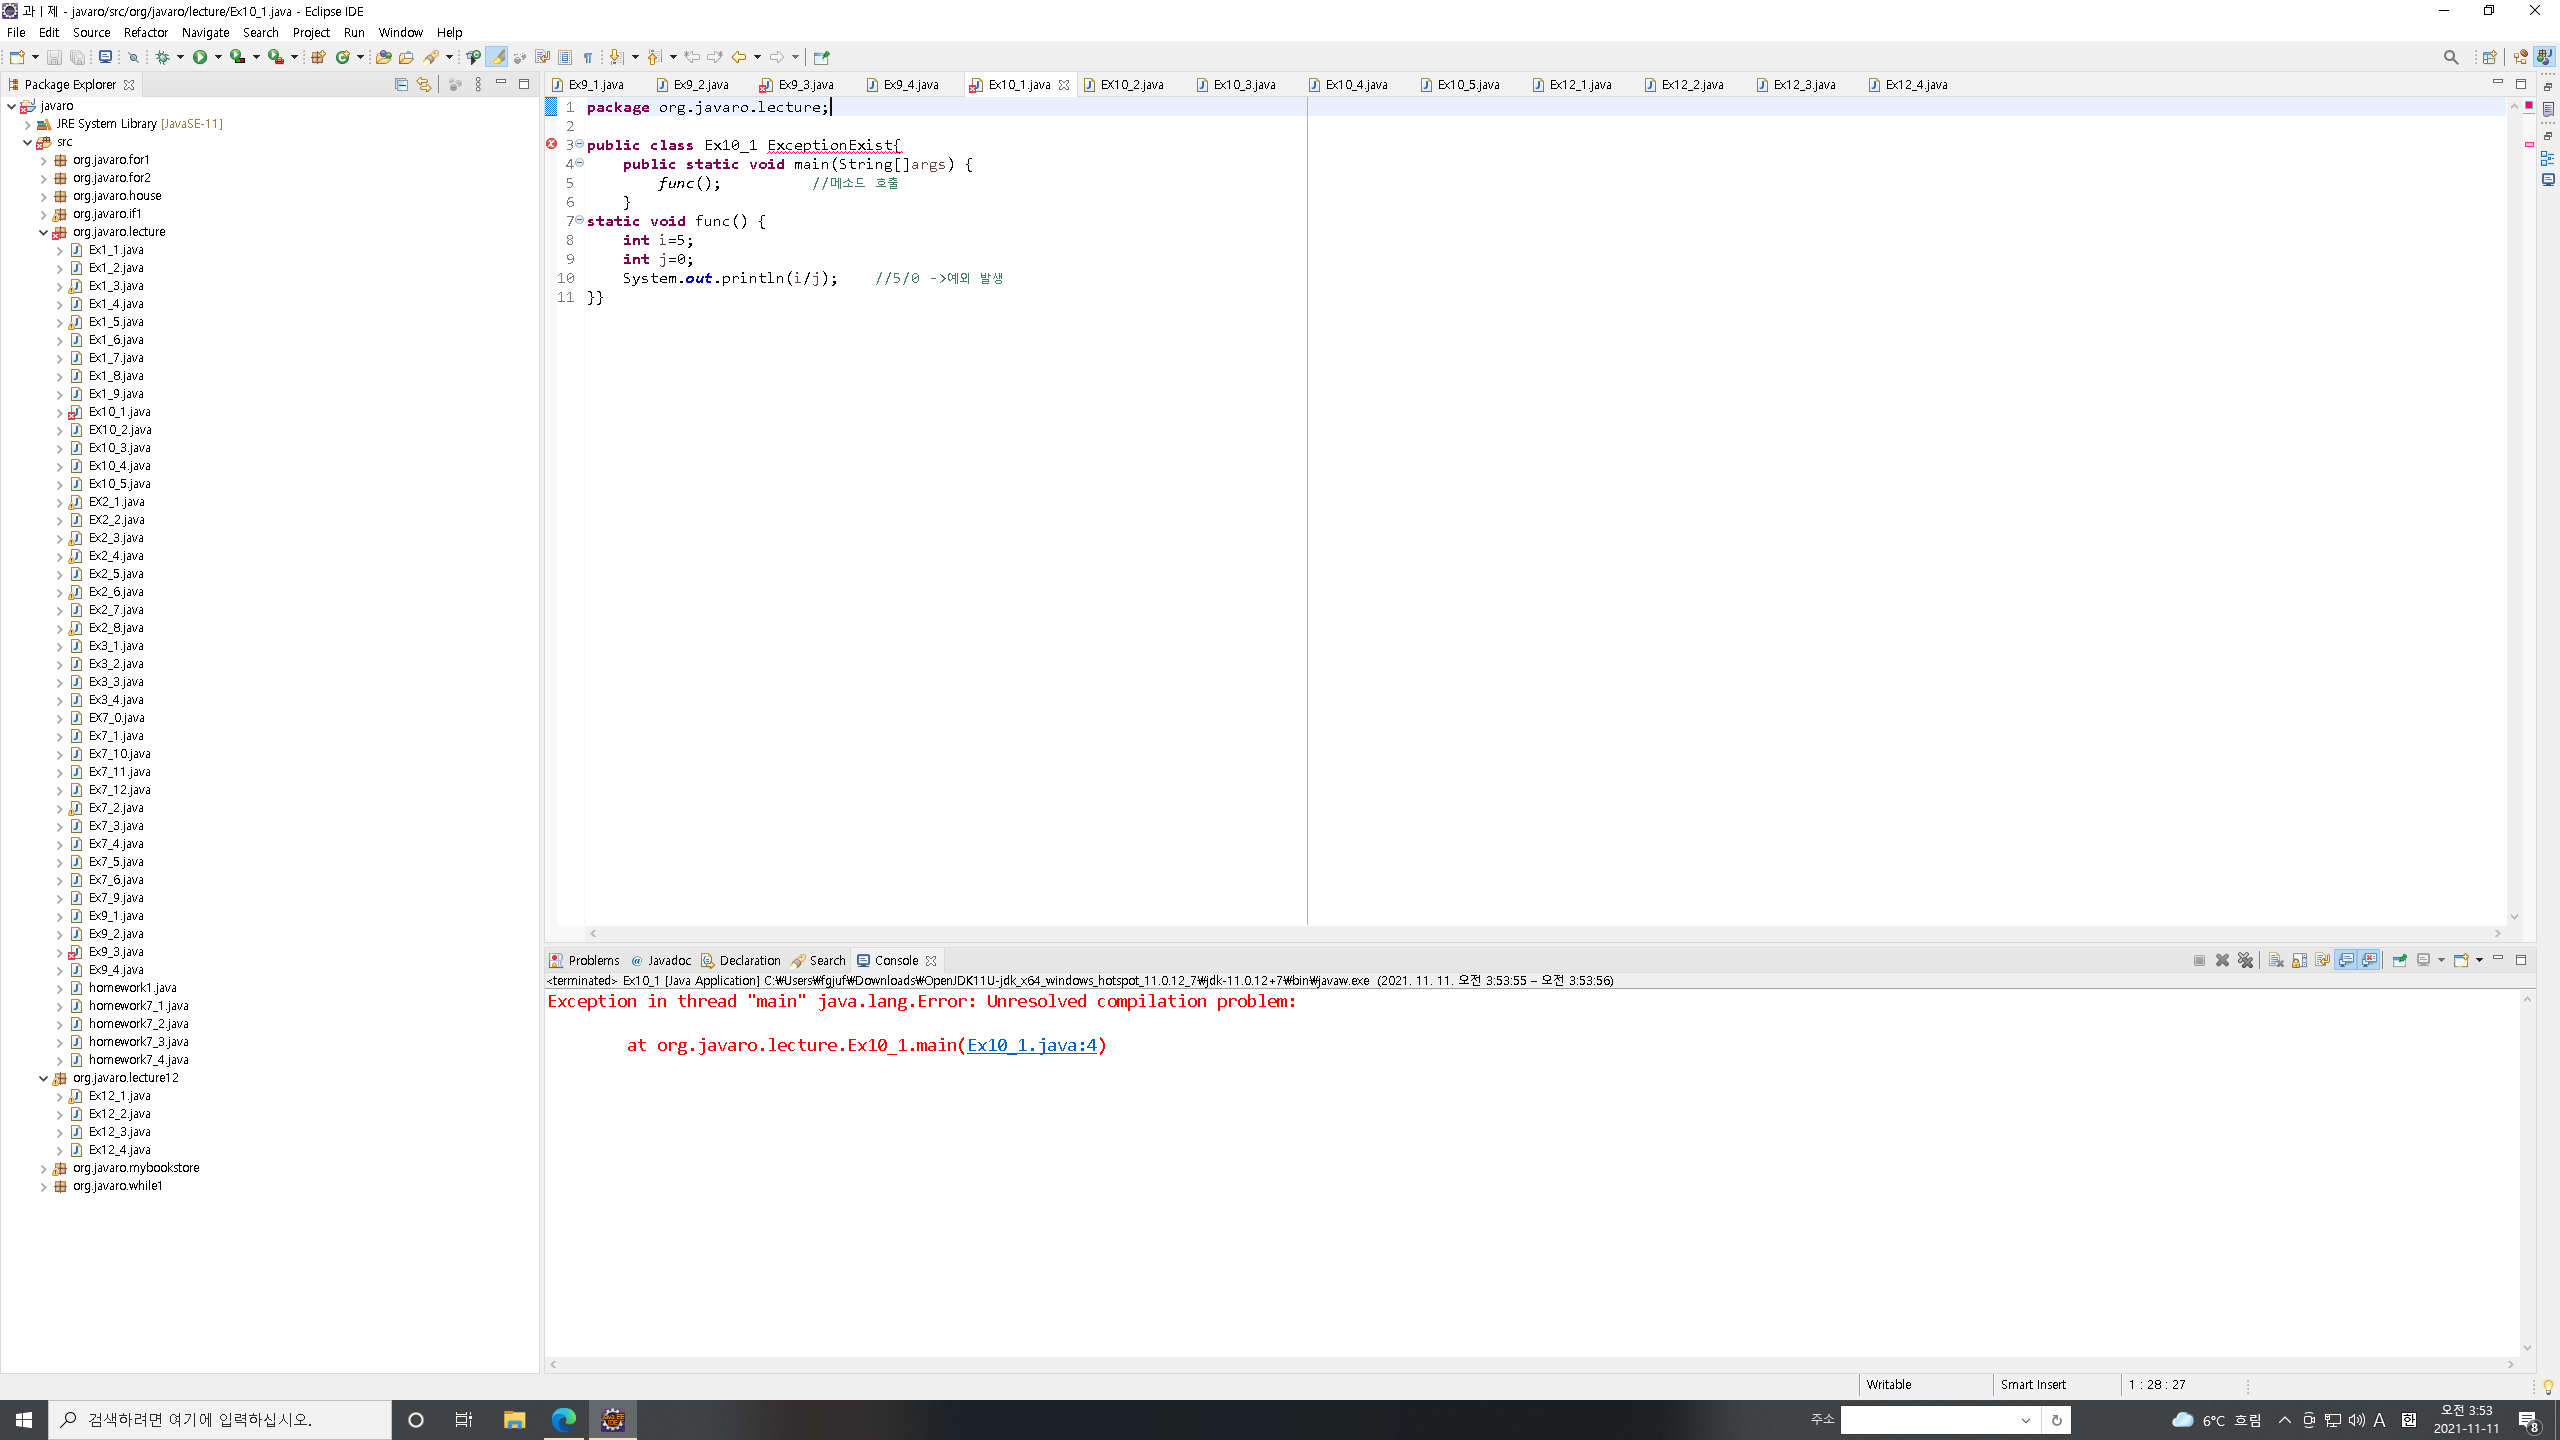 과ㅣ제 - javaro/src/org/javaro/lecture/Ex10_1.java - Eclipse IDE
File Edit Source Refactor Navigate Search Project Run Window Help
Package Explorer
javaro
JRE System Library [JavaSE-11]
src
org.javaro.for1
org.javaro.for2
org.javaro.house
org.javaro.if1
org.javaro.lecture
Ex1_1.java
Ex1_2.java
Ex1_3.java
Ex1_4.java
Ex1_5.java
Ex1_6.java
Ex1_7.java
Ex1_8.java
Ex1_9.java
Ex10_1.java
EX10_2.java
Ex10_3.java
Ex10_4.java
Ex10_5.java
EX2_1.java
EX2_2.java
Ex2_3.java
Ex2_4.java
Ex2_5.java
Ex2_6.java
Ex2_7.java
Ex2_8.java
Ex3_1.java
Ex3_2.java
Ex3_3.java
Ex3_4.java
EX7_0.java
Ex7_1.java
Ex7_10.java
Ex7_11.java
Ex7_12.java
Ex7_2.java
Ex7_3.java
Ex7_4.java
Ex7_5.java
Ex7_6.java
Ex7_9.java
Ex9_1.java
Ex9_2.java
Ex9_3.java
Ex9_4.java
homework1.java
homework7_1.java
homework7_2.java
homework7_3.java
homework7_4.java
org.javaro.lecture12
Ex12_1.java
Ex12_2.java
Ex12_3.java
Ex12_4.java
org.javaro.mybookstore
org.javaro.while1
Ex9_1.java Ex9_2.java Ex9_3.java Ex9_4.java Ex10_1.java EX10_2.java Ex10_3.java Ex10_4.java Ex10_5.java Ex12_1.java Ex12_2.java Ex12_3.java Ex12_4.java
1 package org.javaro.lecture;
2
3 public class Ex10_1 ExceptionExist{
4 public static void main(String[]args) {
5 func(); //메소드 호출
6 }
7 static void func() {
8 int i=5;
9 int j=0;
10 System.out.println(i/j); //5/0 ->예외 발생
11 }}
Problems @ Javadoc Declaration Search Console
<terminated> Ex10_1 [Java Application] C:₩Users₩fgjuf₩Downloads₩OpenJDK11U-jdk_x64_windows_hotspot_11.0.12_7₩jdk-11.0.12+7₩bin₩javaw.exe (2021. 11. 11. 오전 3:53:55 – 오전 3:53:56)
Exception in thread "main" java.lang.Error: Unresolved compilation problem:
at org.javaro.lecture.Ex10_1.main(Ex10_1.java:4)
Writable Smart Insert 1 : 28 : 27
검색하려면 여기에 입력하십시오.
주소
6°C 흐림
A
오전 3:53
2021-11-11
8